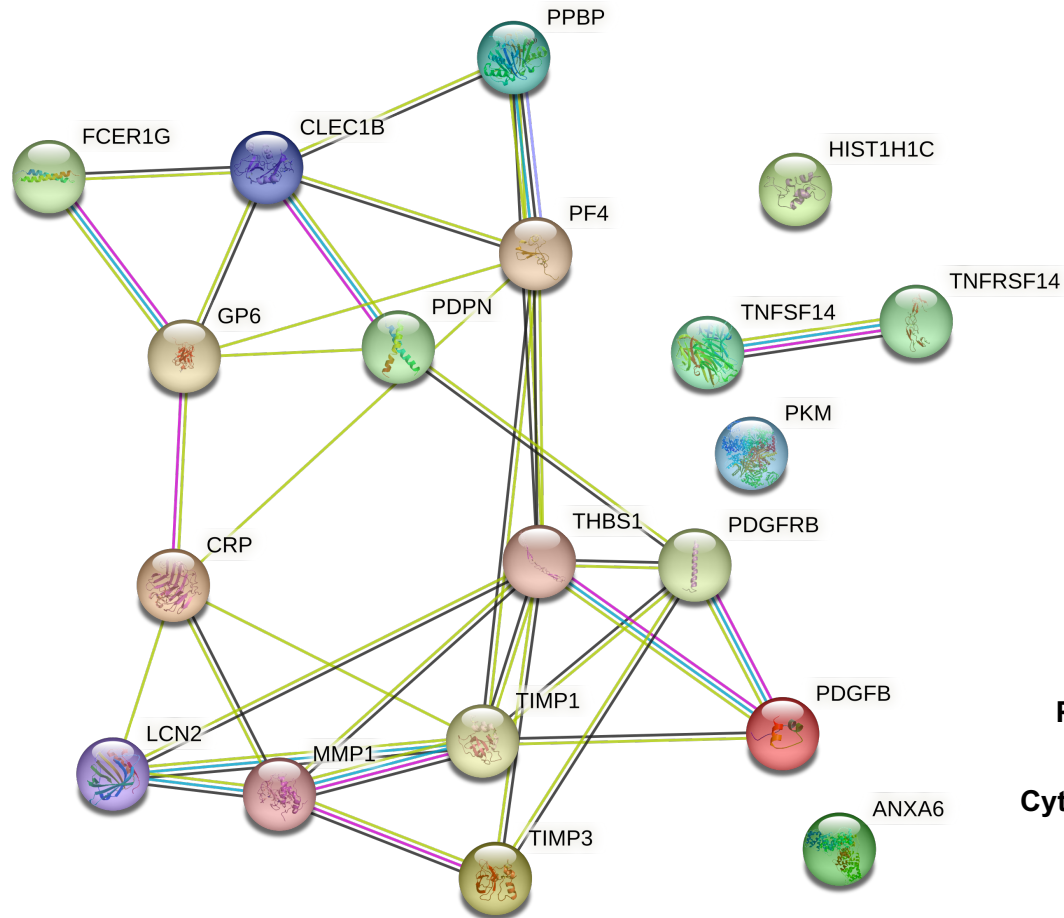 PPBP
FCER1G
CLEC1B
HIST1H1C
PF4
TNFRSF14
TNFSF14
GP6
PDPN
PKM
THBS1
PDGFRB
CRP
PDGFB
TIMP1
P
LCN2
MMP1
Cyt
ANXA6
TIMP3